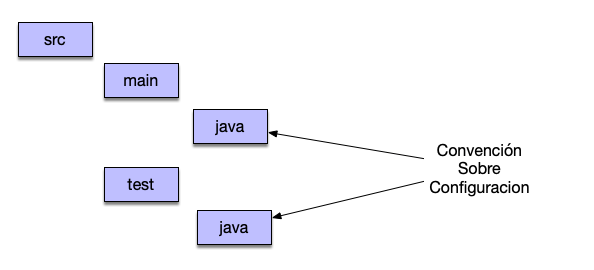 src
main
java
test
java
Convención
Sobre
Configuracion